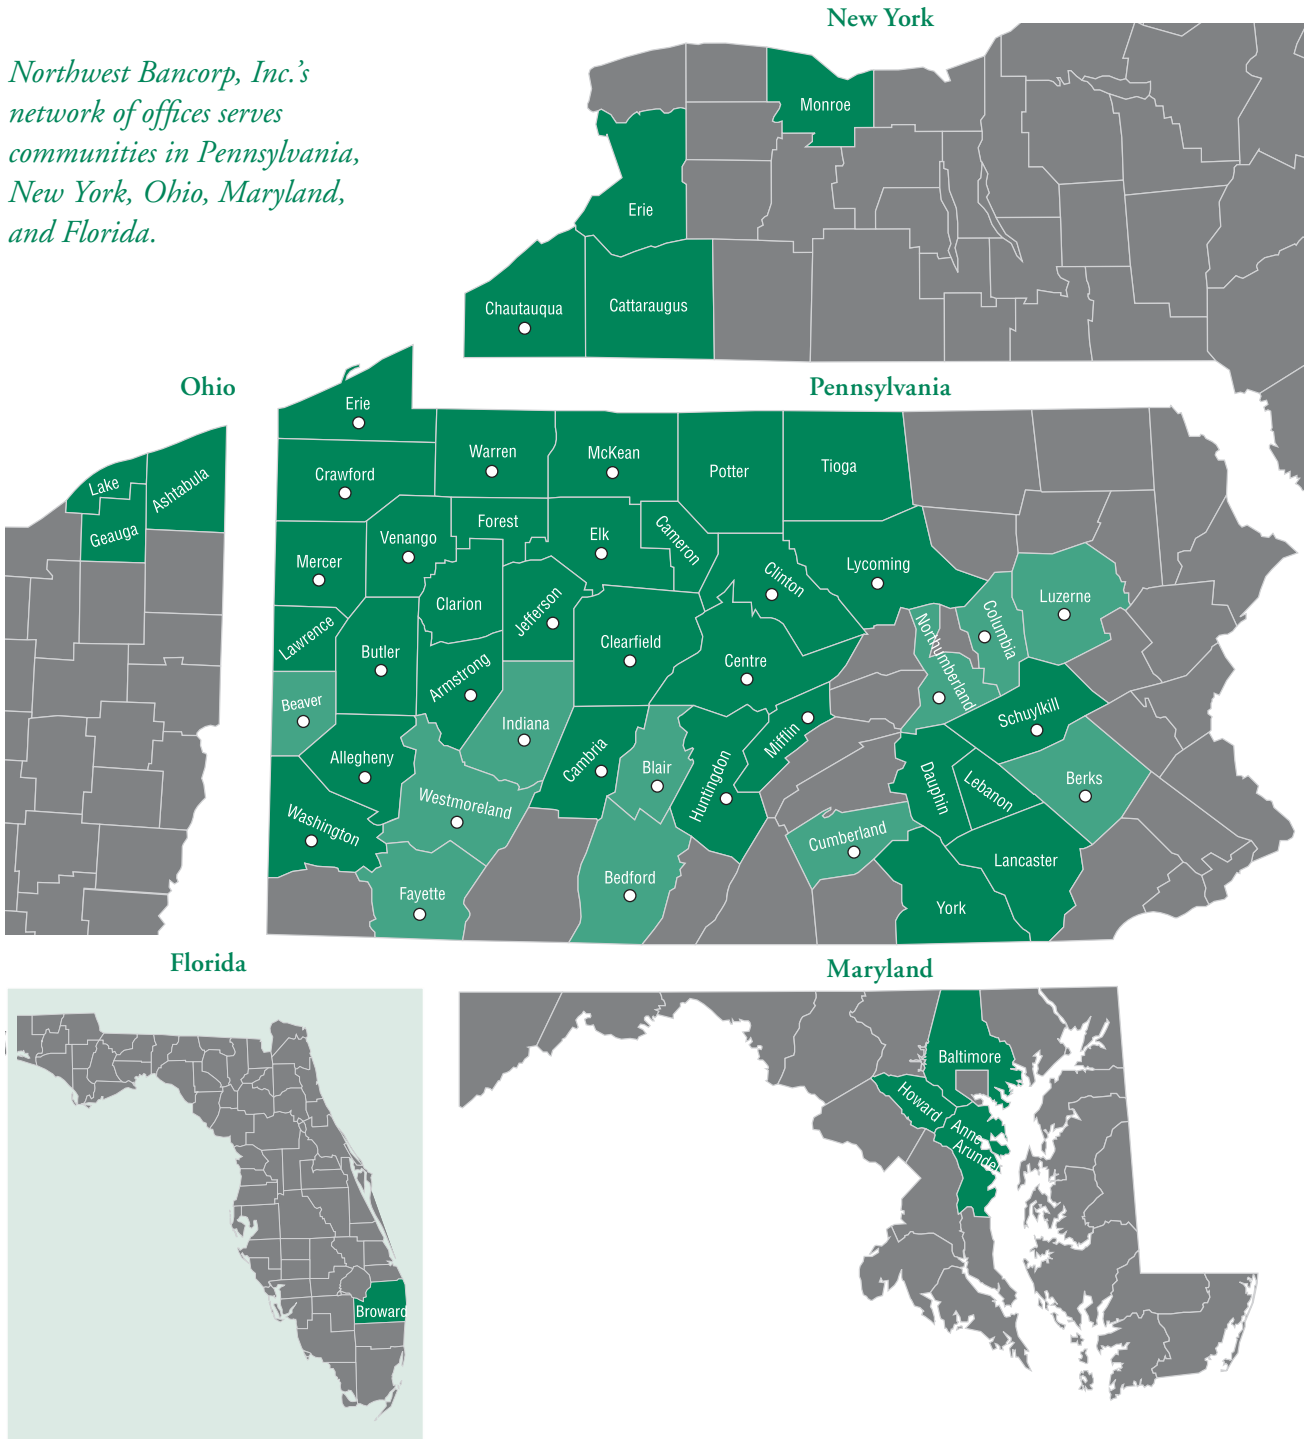 New York
Northwest Bancorp, Inc.’s
network of offices serves
communities in Pennsylvania,
New York, Ohio, Maryland,
and Florida.
Monroe
Erie
Chautauqua
Cattaraugus
Ohio
Lake
Ashtabula
Geauga
Pennsylvania
Erie
Crawford
Warren
McKean
Potter
Tioga
Mercer
Venango
Forest
Elk
Cameron
Clinton
Lycoming
Columbia
Luzerne
Lawrence
Butler
Clarion
Jefferson
Clearfield
Centre
Northumberland
Armstrong
Beaver
Indiana
Mifflin
Schuylkill
Allegheny
Cambria
Blair
Huntingdon
Dauphin
Lebanon
Berks
Washington
Westmoreland
Cumberland
Lancaster
Fayette
Bedford
York
Florida
Broward
Maryland
Baltimore
Howard
Anne
Arundel